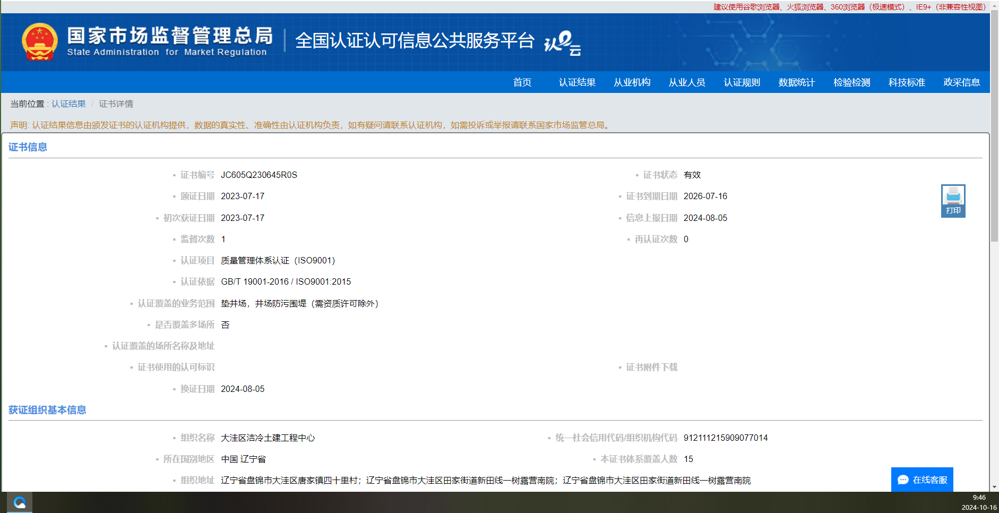 建议使用谷歌浏览器、火狐浏览器、360浏览器（极速模式）、IE9+（非兼容性视图）
国家市场监督管理总局
State Administration for Market Regulation
全国认证认可信息公共服务平台 认e云
首页 认证结果 从业机构 从业人员 认证规则 数据统计 检验检测 科技标准 政采信息
当前位置 : 认证结果 / 证书详情
声明: 认证结果信息由颁发证书的认证机构提供，数据的真实性、准确性由认证机构负责，如有疑问请联系认证机构，如需投诉或举报请联系国家市场监管总局。
证书信息
证书编号 JC605Q230645R0S 证书状态 有效
颁证日期 2023-07-17 证书到期日期 2026-07-16
打印
初次获证日期 2023-07-17 信息上报日期 2024-08-05
监督次数 1 再认证次数 0
认证项目 质量管理体系认证（ISO9001）
认证依据 GB/T 19001-2016 / ISO9001:2015
认证覆盖的业务范围 垫井场，井场防污围堤（需资质许可除外）
是否覆盖多场所 否
认证覆盖的场所名称及地址
证书使用的认可标识 证书附件下载
换证日期 2024-08-05
获证组织基本信息
组织名称 大洼区洁冷土建工程中心 统一社会信用代码/组织机构代码 912111215909077014
所在国别地区 中国 辽宁省 本证书体系覆盖人数 15
组织地址 辽宁省盘锦市大洼区唐家镇四十里村；辽宁省盘锦市大洼区田家街道新田线一树露营南院；辽宁省盘锦市大洼区田家街道新田线一树露营南院
在线客服
9:46
2024-10-16